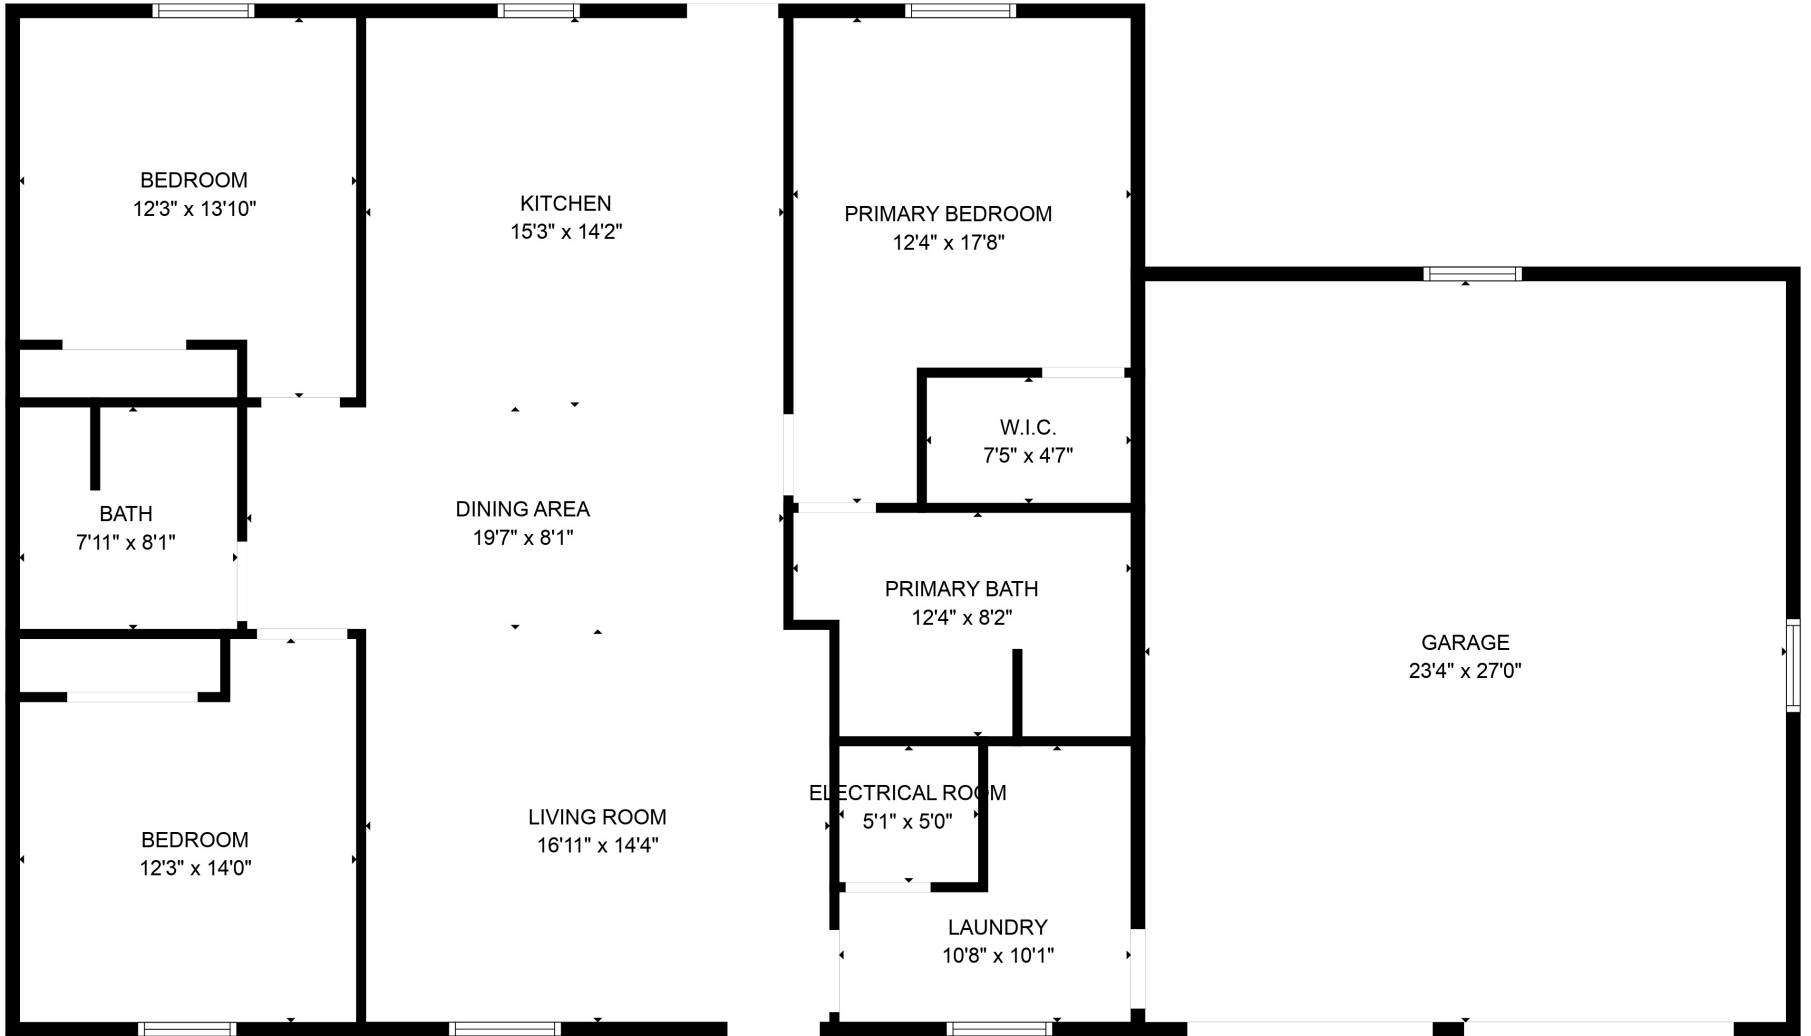 BEDROOM
12'3" x 13'10"
KITCHEN
15'3" x 14'2"
PRIMARY BEDROOM
12'4" x 17'8"
W.I.C.
7'5" x 4'7"
BATH
7'11" x 8'1"
DINING AREA
19'7" x 8'1"
PRIMARY BATH
12'4" x 8'2"
GARAGE
23'4" x 27'0"
ELECTRICAL ROOM
5'1" x 5'0"
BEDROOM
12'3" x 14'0"
LIVING ROOM
16'11" x 14'4"
LAUNDRY
10'8" x 10'1"